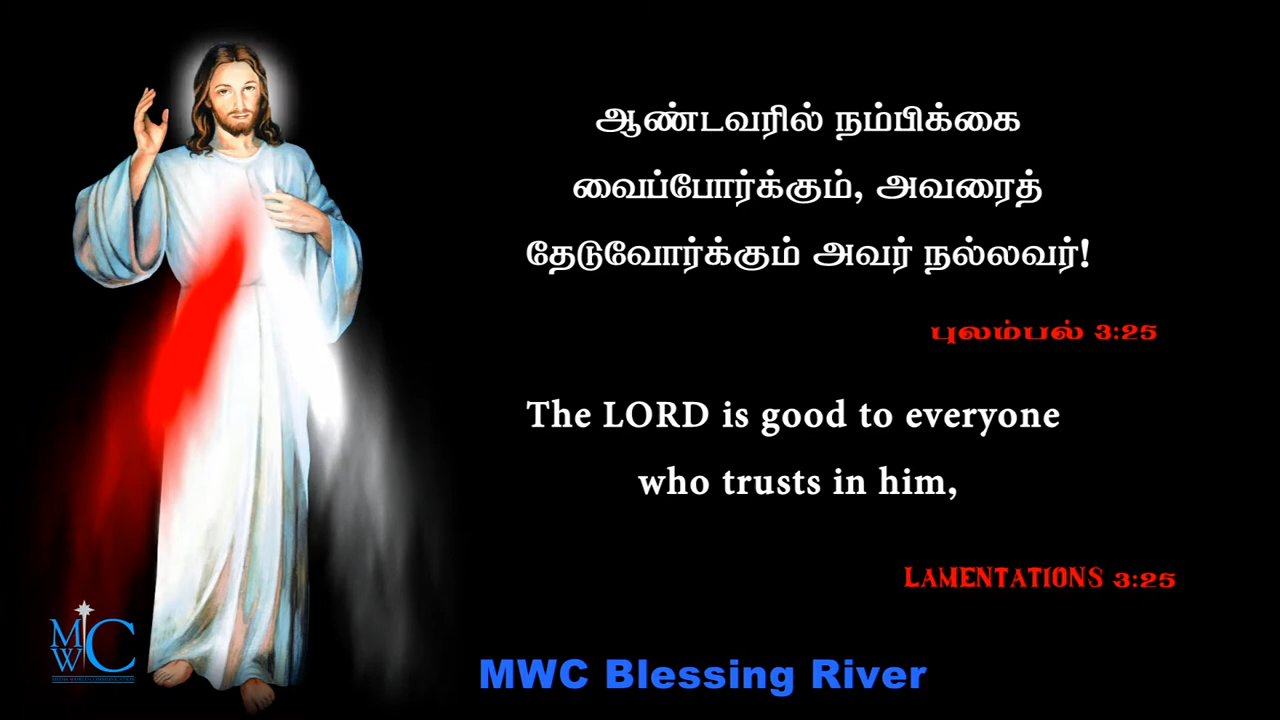 ஆண்டவரில் நம்பிக்கை
வைப்போர்க்கும், அவரைத்
தேடுவோர்க்கும் அவர் நல்லவர்!
புலம்பல் 3:25
The LORD is good to everyone
who trusts in him,
LAMENTATIONS 3:25
MWC
MWC Blessing River